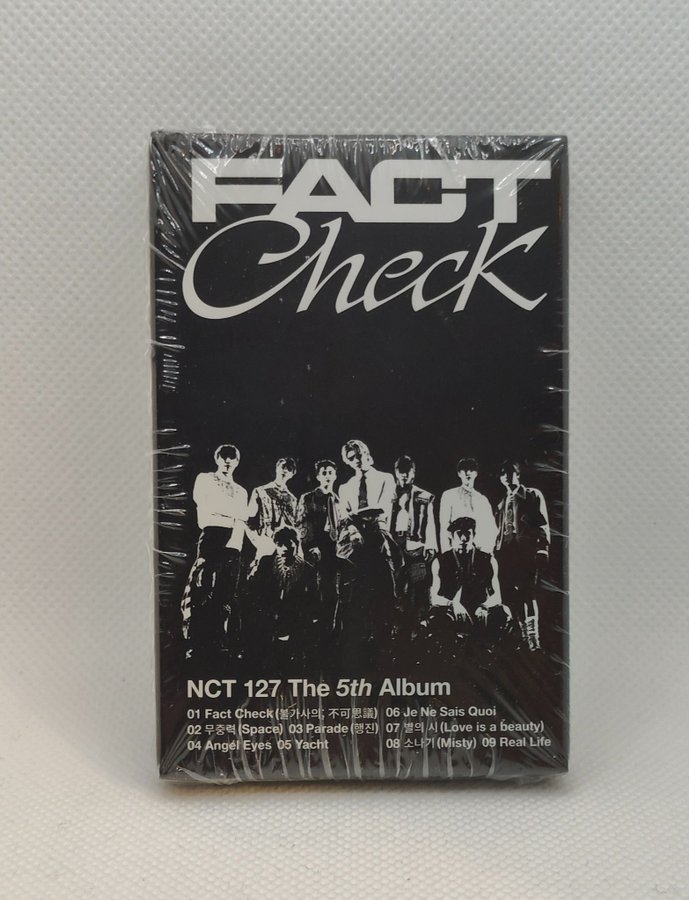 FACT
Check
NCT 127 The 5th Album
01 Fact Check (불가사의; 不可思議) 06 Je Ne Sais Quoi
02 무중력 (Space) 03 Parade (행진) 07 별의 시 (Love is a beauty)
04 Angel Eyes 05 Yacht 08 소나기 (Misty) 09 Real Life